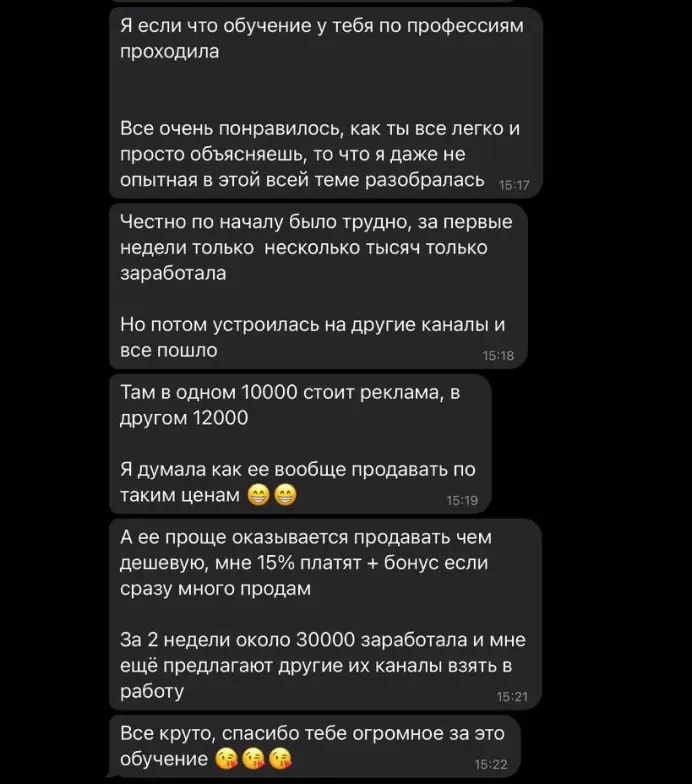 Я если что обучение у тебя по профессиям
проходила
Все очень понравилось, как ты все легко и
просто объясняешь, то что я даже не
опытная в этой всей теме разобралась 15:17
Честно по началу было трудно, за первые
недели только несколько тысяч только
заработала
Но потом устроилась на другие каналы и
все пошло 15:18
Там в одном 10000 стоит реклама, в
другом 12000
Я думала как ее вообще продавать по
таким ценам 😁😁 15:19
А ее проще оказывается продавать чем
дешевую, мне 15% платят + бонус если
сразу много продам
За 2 недели около 30000 заработала и мне
ещё предлагают другие их каналы взять в
работу 15:21
Все круто, спасибо тебе огромное за это
обучение 😘😘😘 15:22